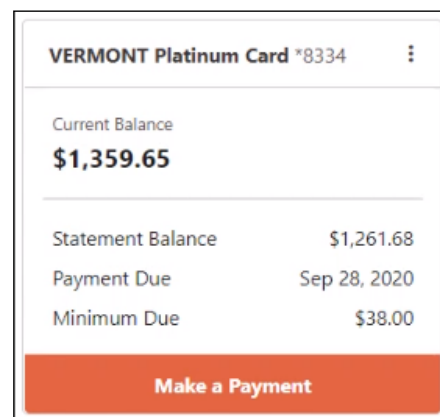 VERMONT Platinum Card *8334
Current Balance
$1,359.65
Statement Balance $1,261.68
Payment Due Sep 28, 2020
Minimum Due $38.00
Make a Payment